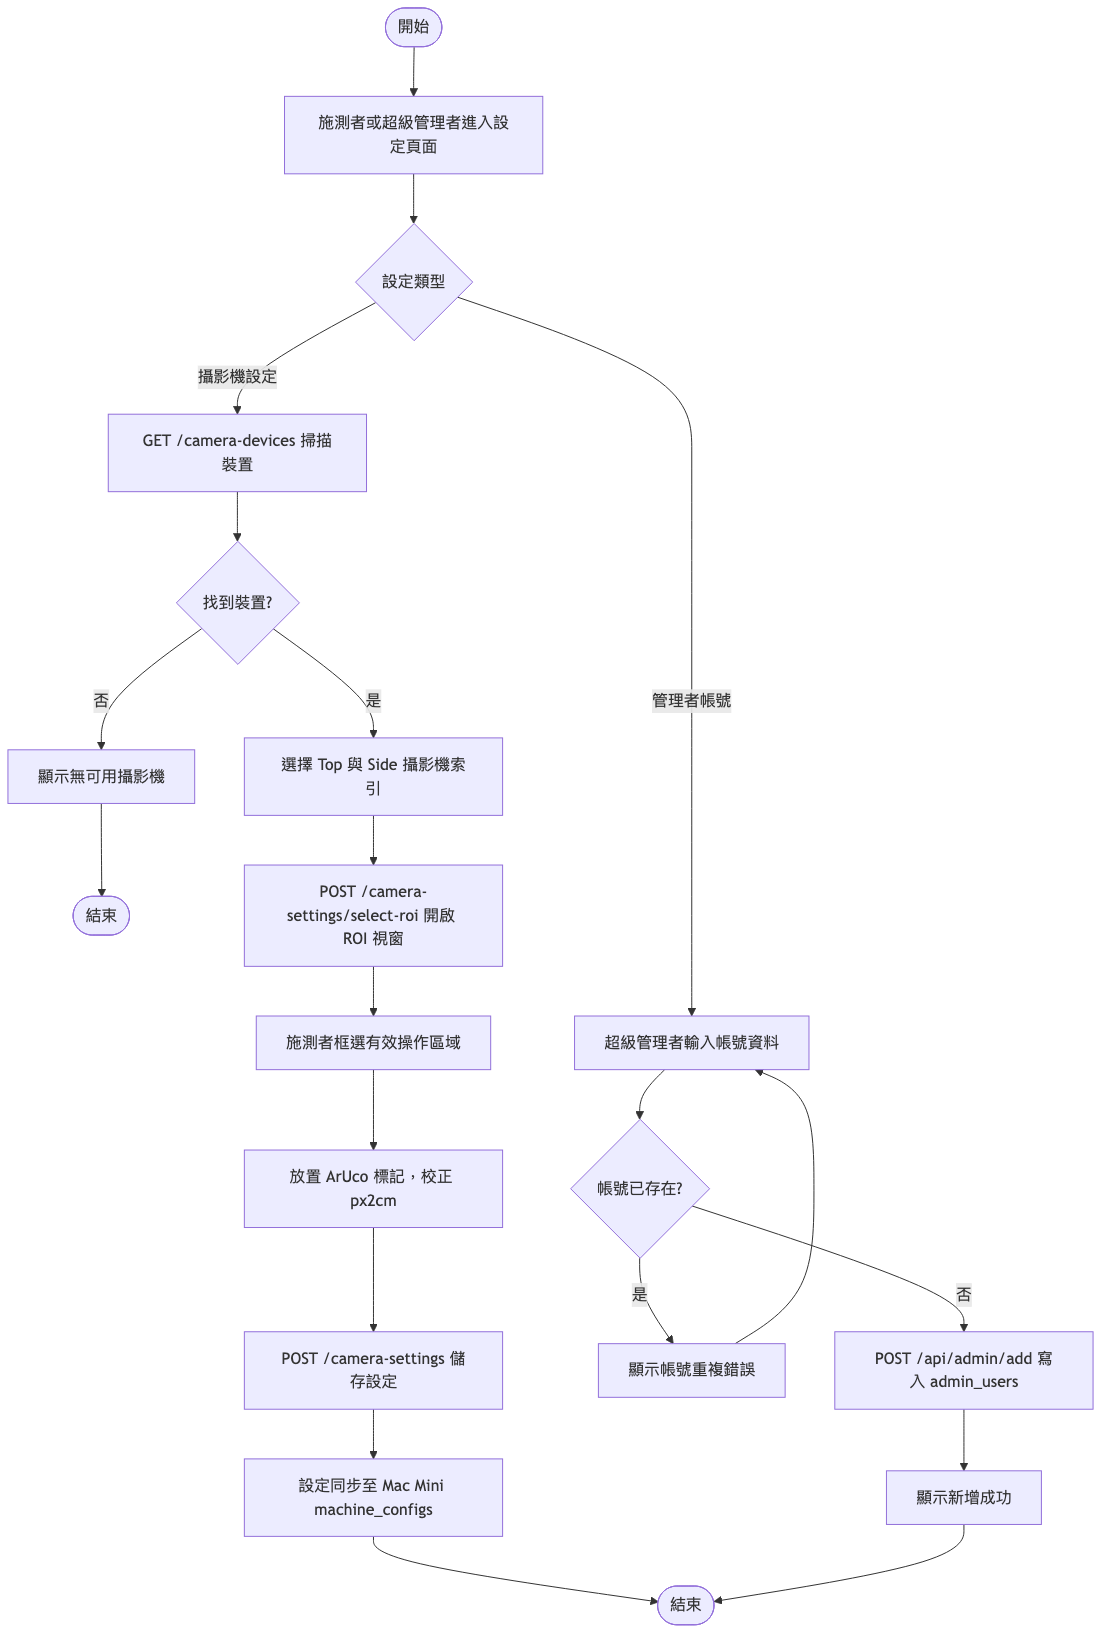 開始
施測者或超級管理者進入設
定頁面
設定類型
攝影機設定
GET /camera-devices 掃描
裝置
找到裝置?
否
是
管理者帳號
顯示無可用攝影機
選擇 Top 與 Side 攝影機索
引
POST /camera-
settings/select-roi 開啟
ROI 視窗
結束
施測者框選有效操作區域
超級管理者輸入帳號資料
放置 ArUco 標記，校正
px2cm
帳號已存在?
是
否
POST /camera-settings 儲
存設定
顯示帳號重複錯誤
POST /api/admin/add 寫
入 admin_users
設定同步至 Mac Mini
machine_configs
顯示新增成功
結束